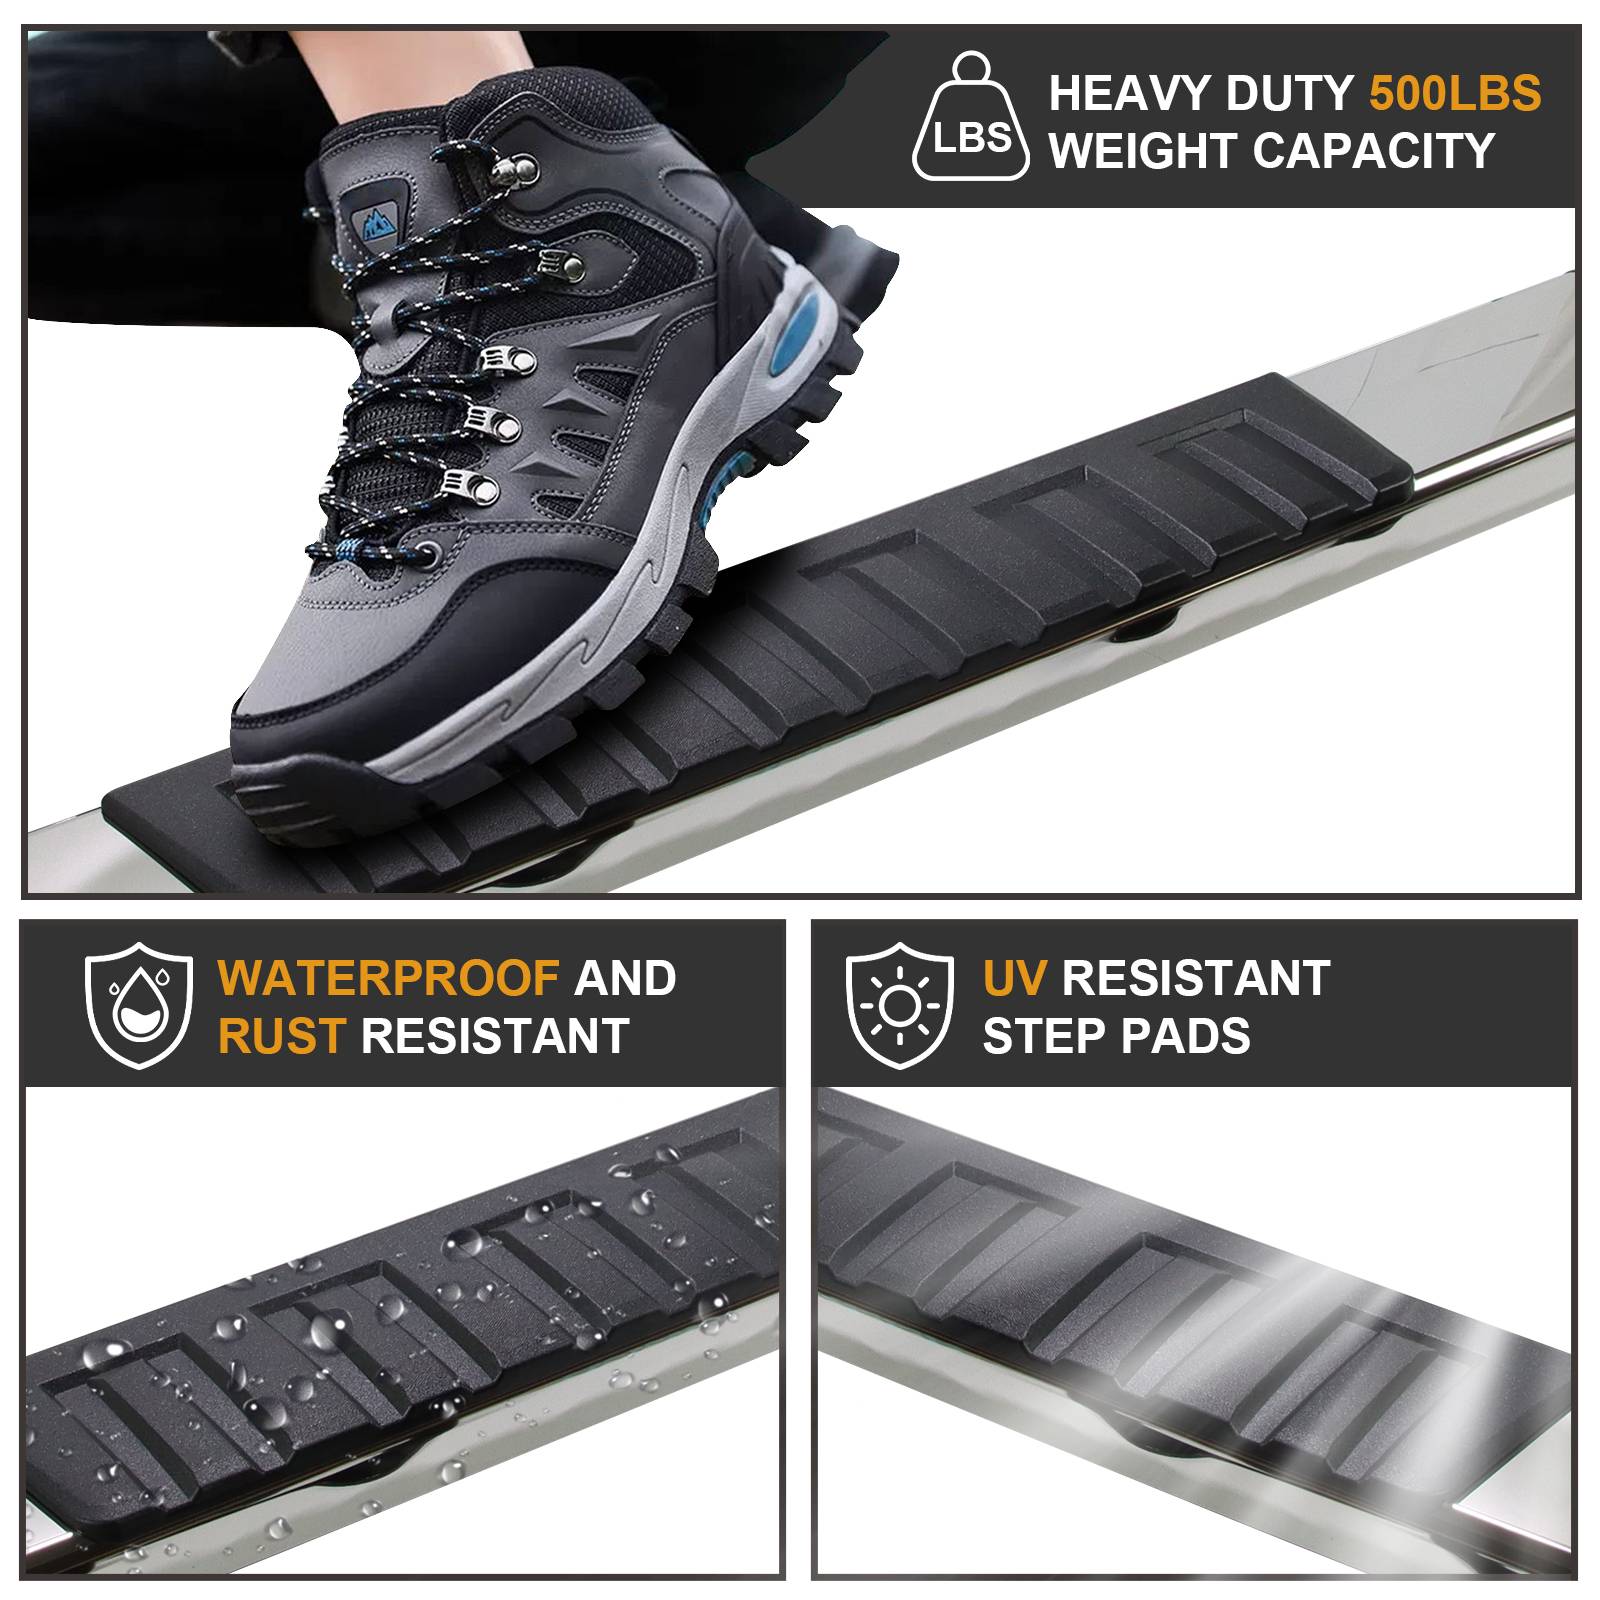 LBS
HEAVY DUTY 500LBS
WEIGHT CAPACITY
WATERPROOF AND
RUST RESISTANT
UV RESISTANT
STEP PADS